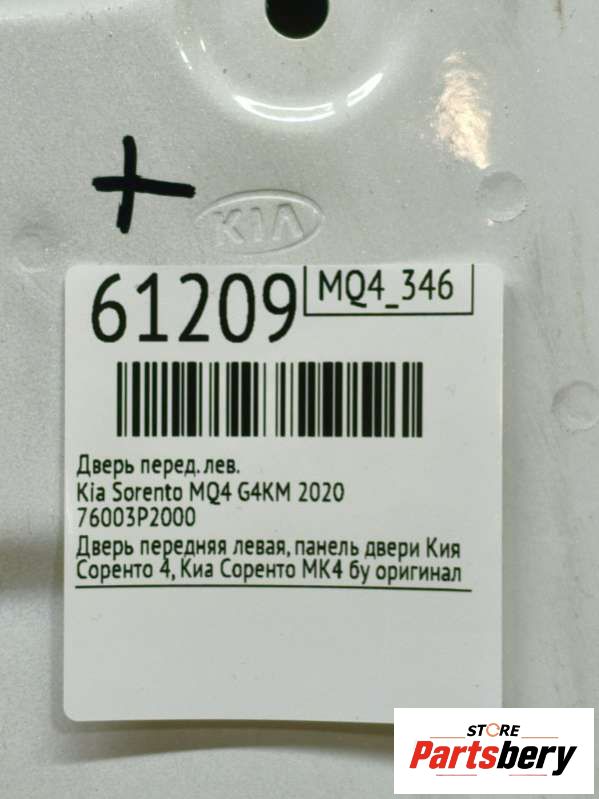 KIA
61209
MQ4_346
Дверь перед. лев.
Kia Sorento MQ4 G4KM 2020
76003P2000
Дверь передняя левая, панель двери Кия
Соренто 4, Киа Соренто МК4 бу оригинал
STORE
Partsbery